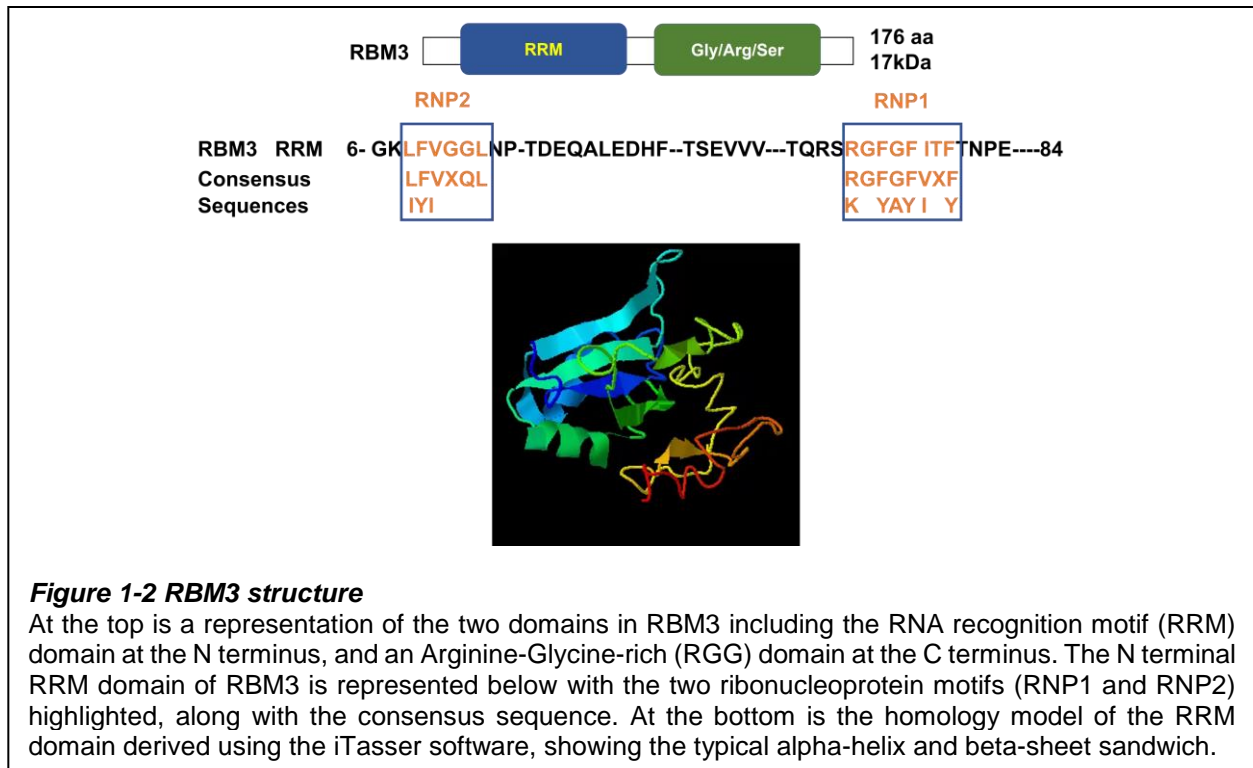 RBM3 RRM Gly/Arg/Ser 176 aa
17kDa
RNP2 RNP1
RBM3 RRM 6- GKLFVGGLNP-TDEQALEDHF--TSEVVVV---TQRSRGFGF ITFTNPE----84
Consensus LFVXQL RGFGFVXF
Sequences IYI K YAY I Y
Figure 1-2 RBM3 structure
At the top is a representation of the two domains in RBM3 including the RNA recognition motif (RRM)
domain at the N terminus, and an Arginine-Glycine-rich (RGG) domain at the C terminus. The N terminal
RRM domain of RBM3 is represented below with the two ribonucleoprotein motifs (RNP1 and RNP2)
highlighted, along with the consensus sequence. At the bottom is the homology model of the RRM
domain derived using the iTasser software, showing the typical alpha-helix and beta-sheet sandwich.